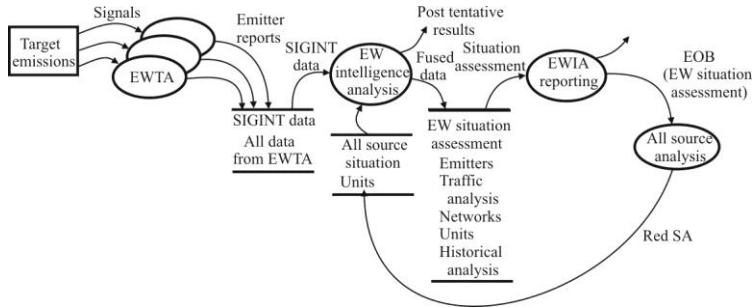 Signals
Target
emissions
EWTA
Emitter
reports
SIGINT data
All data
from EWTA
SIGINT
data
EW
intelligence
analysis
Post tentative
results
Fused
data
All source
situation
Units
EW situation
assessment
Emitters
Traffic
analysis
Networks
Units
Historical
analysis
Situation
assessment
EWIA
reporting
EOB
(EW situation
assessment)
All source
analysis
Red SA